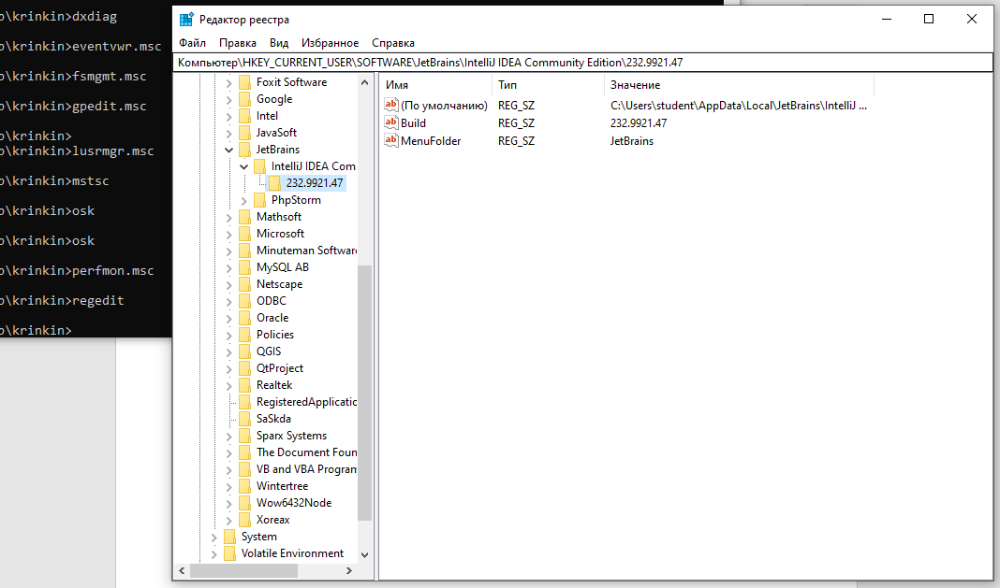 \krinkin>dxdiag
\krinkin>eventvwr.msc
\krinkin>fsmgmt.msc
\krinkin>gpedit.msc
\krinkin>
\krinkin>lusrmgr.msc
\krinkin>mstsc
\krinkin>osk
\krinkin>osk
\krinkin>perfmon.msc
\krinkin>regedit
\krinkin>
Редактор реестра
Файл Правка Вид Избранное Справка
Компьютер\HKEY_CURRENT_USER\SOFTWARE\JetBrains\IntelliJ IDEA Community Edition\232.9921.47
Foxit Software
Google
Intel
JavaSoft
JetBrains
IntelliJ IDEA Com
232.9921.47
PhpStorm
Mathsoft
Microsoft
Minuteman Software
MySQL AB
Netscape
ODBC
Oracle
Policies
QGIS
QtProject
Realtek
RegisteredApplicatic
SaSkda
Sparx Systems
The Document Foun
VB and VBA Program
Wintertree
Wow6432Node
Xoreax
System
Volatile Environment
Имя Тип Значение
(По умолчанию) REG_SZ C:\Users\student\AppData\Local\JetBrains\IntelliJ ...
Build REG_SZ 232.9921.47
MenuFolder REG_SZ JetBrains